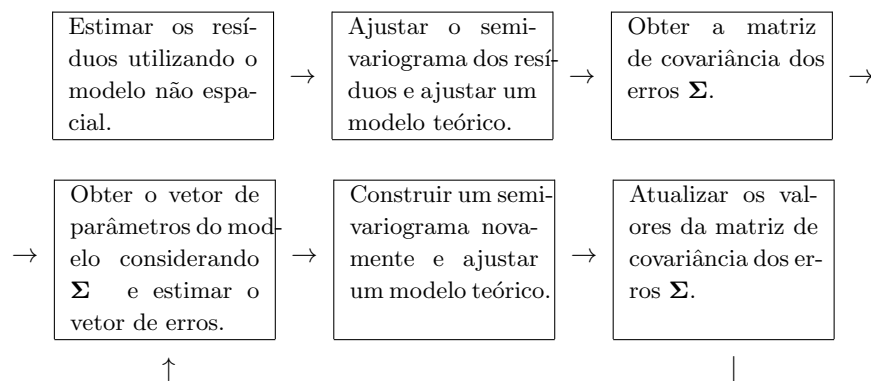 Estimar os resí-
duos utilizando o
modelo não espa-
cial.
→
Ajustar o semi-
variograma dos resí-
duos e ajustar um
modelo teórico.
→
Obter a matriz
de covariância dos
erros Σ.
→
→
Obter o vetor de
parâmetros do mod-
elo considerando
Σ e estimar o
vetor de erros.
→
Construir um semi-
variograma nova-
mente e ajustar
um modelo teórico.
→
Atualizar os val-
ores da matriz de
covariância dos er-
ros Σ.
↑
|